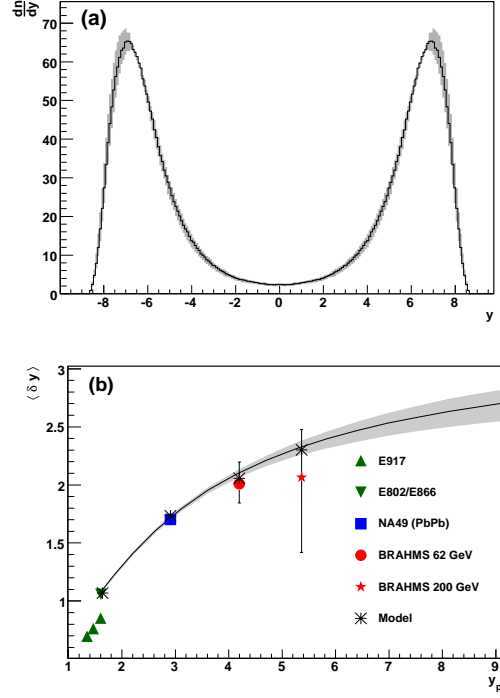 dn
dy
(a)
70
60
50
40
30
20
10
0
-8 -6 -4 -2 0 2 4 6 8
y
⟨ δ y ⟩
(b)
3
2.5
2
1.5
1
E917
E802/E866
NA49 (PbPb)
BRAHMS 62 GeV
BRAHMS 200 GeV
Model
1 2 3 4 5 6 7 8 9
y